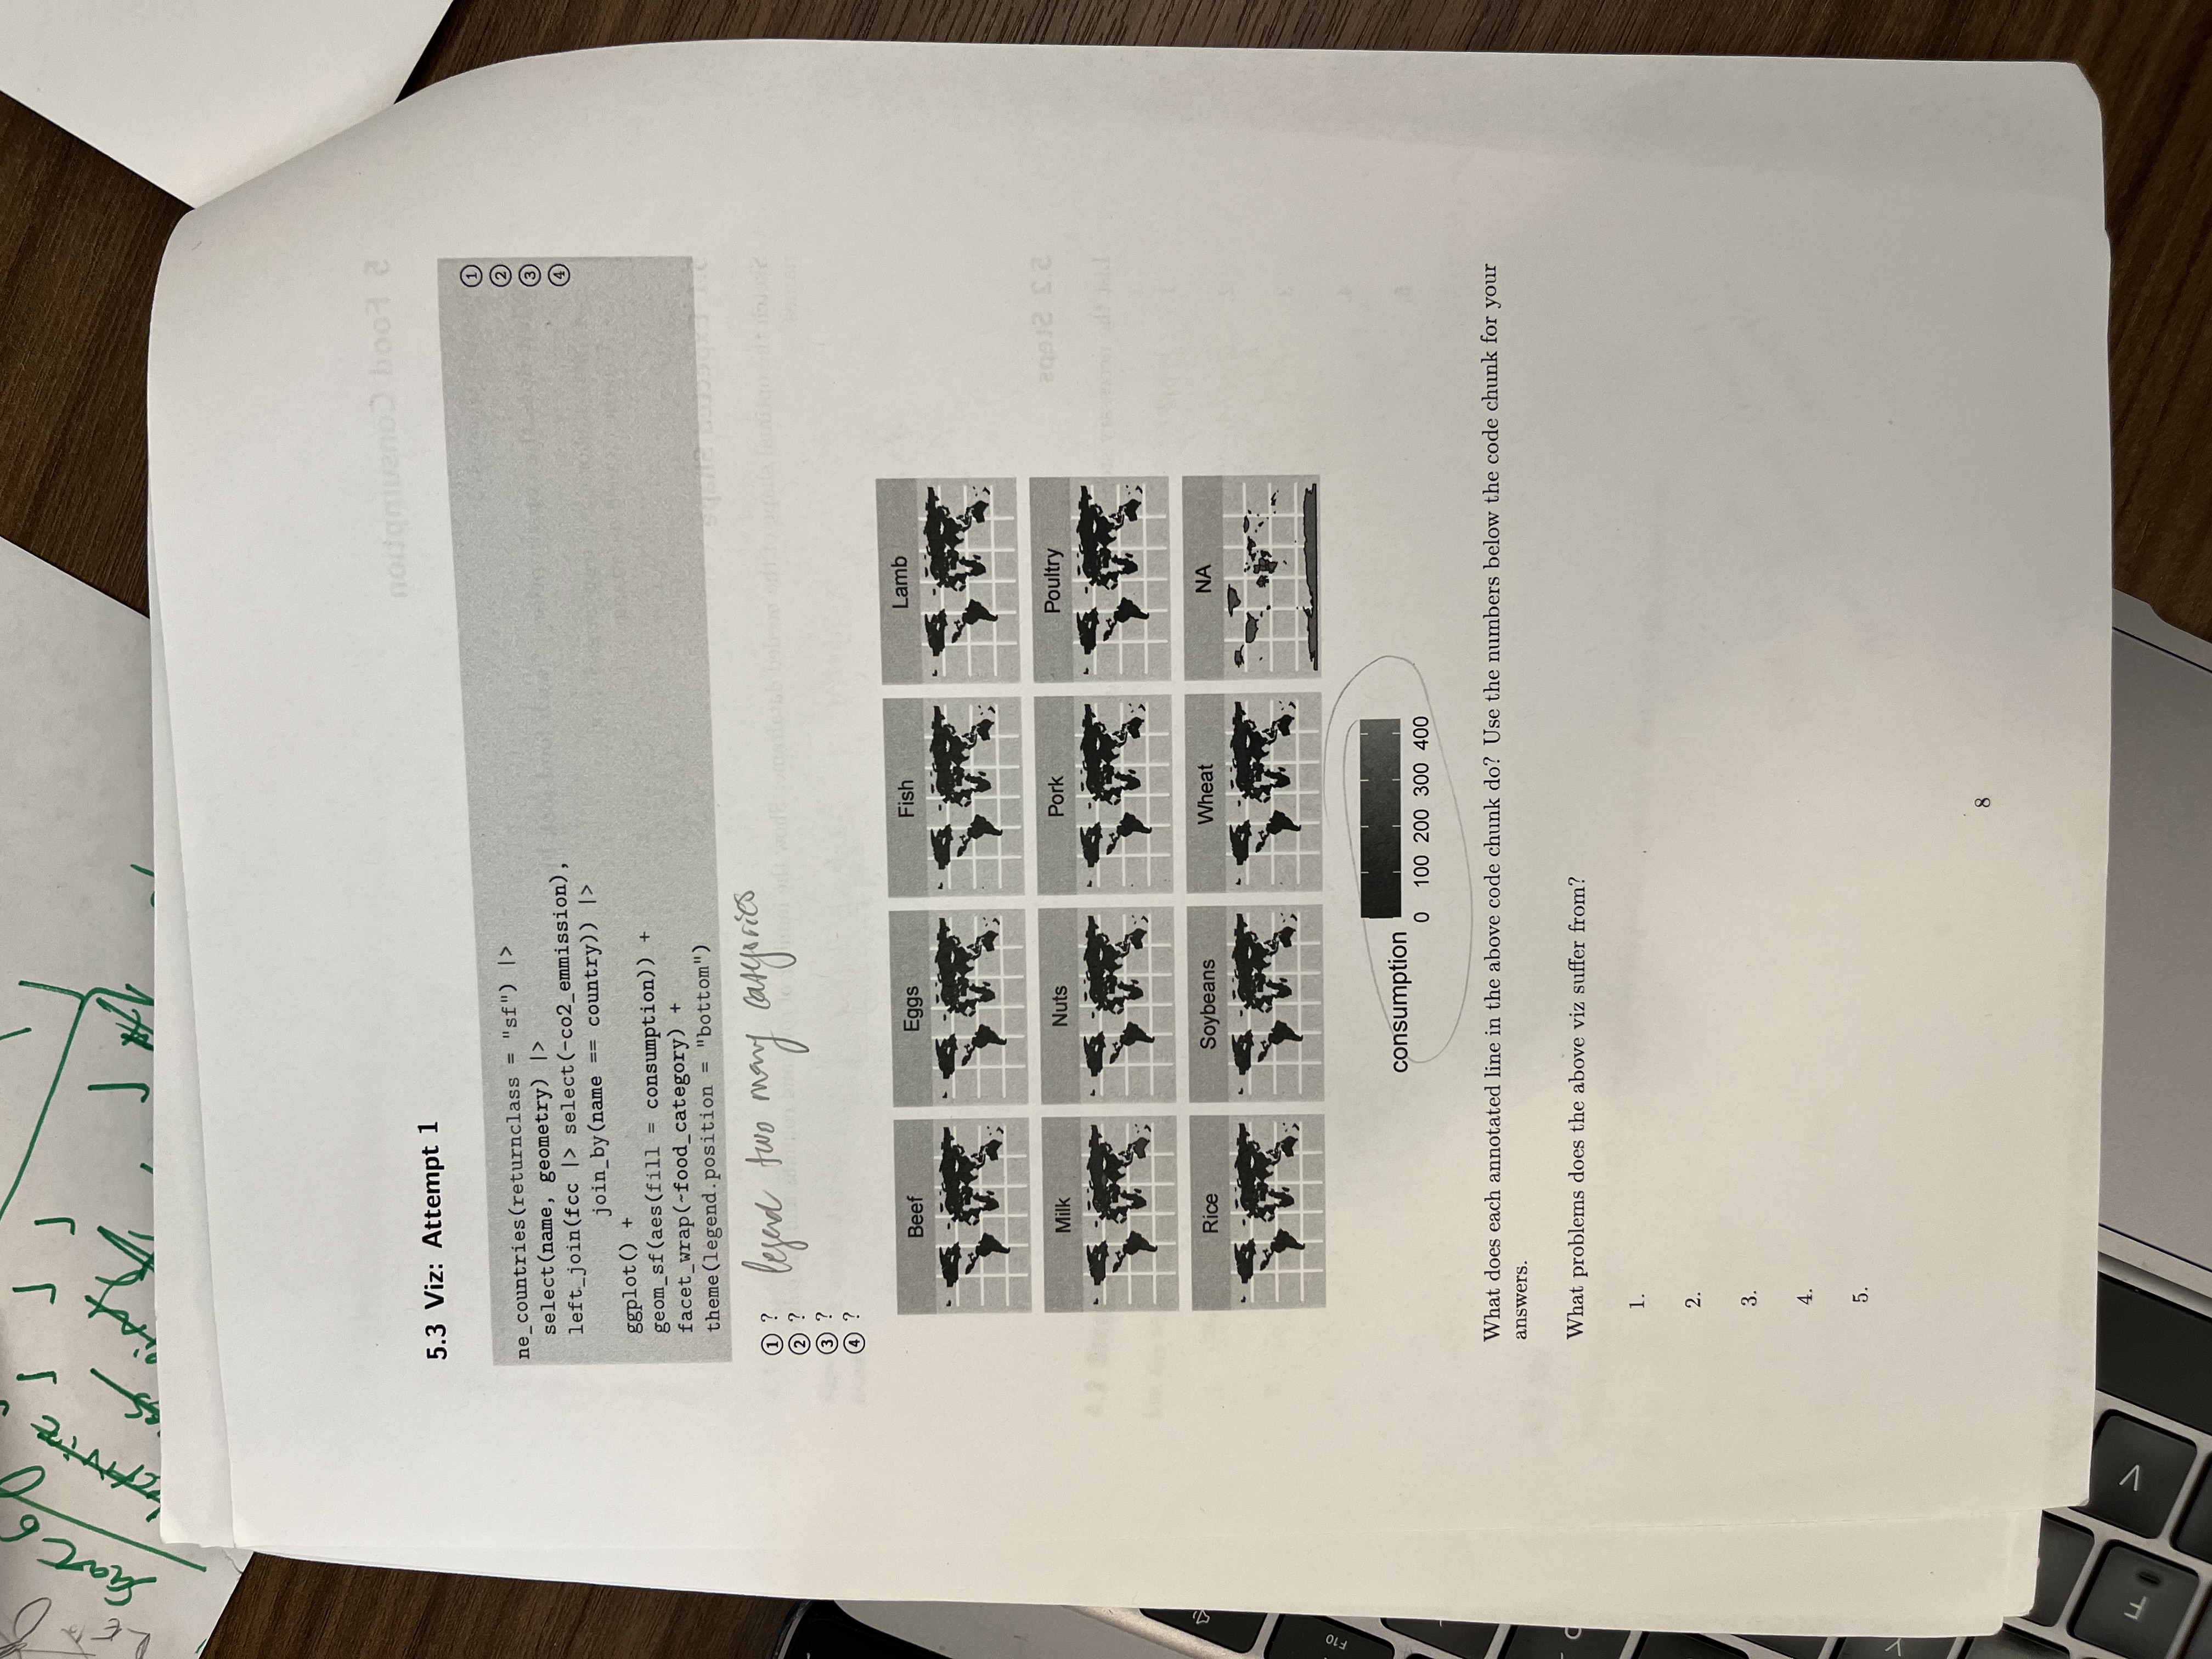 5.3 Viz: Attempt 1
①
②
③
④
ne_countries(returnclass = "sf") |>
select(name, geometry) |>
left_join(fcc |> select(-co2_emmission),
join_by(name == country)) |>
ggplot() +
geom_sf(aes(fill = consumption)) +
facet_wrap(~food_category) +
theme(legend.position = "bottom")
① ? legend two many categories
② ?
③ ?
④ ?
Beef Eggs Fish Lamb
Milk Nuts Pork Poultry
Rice Soybeans Wheat NA
consumption
0 100 200 300 400
What does each annotated line in the above code chunk do? Use the numbers below the code chunk for your
answers.
What problems does the above viz suffer from?
1.
2.
3.
4.
5.
8
F10
F
V